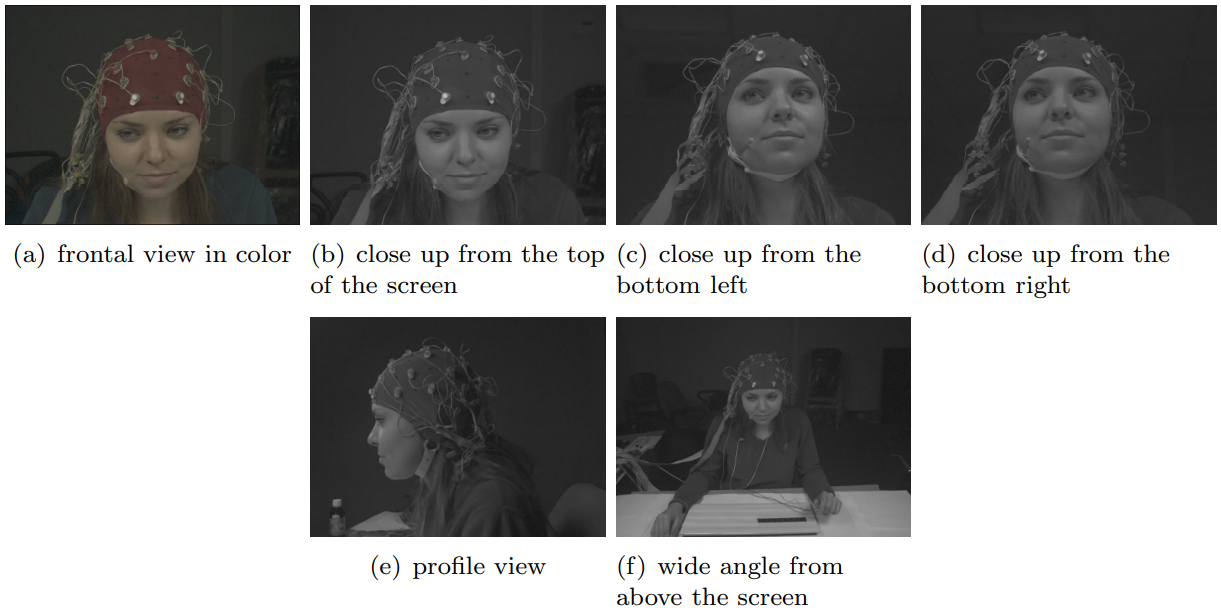 (a) frontal view in color
(b) close up from the top
of the screen
(c) close up from the
bottom left
(d) close up from the
bottom right
(e) profile view
(f) wide angle from
above the screen